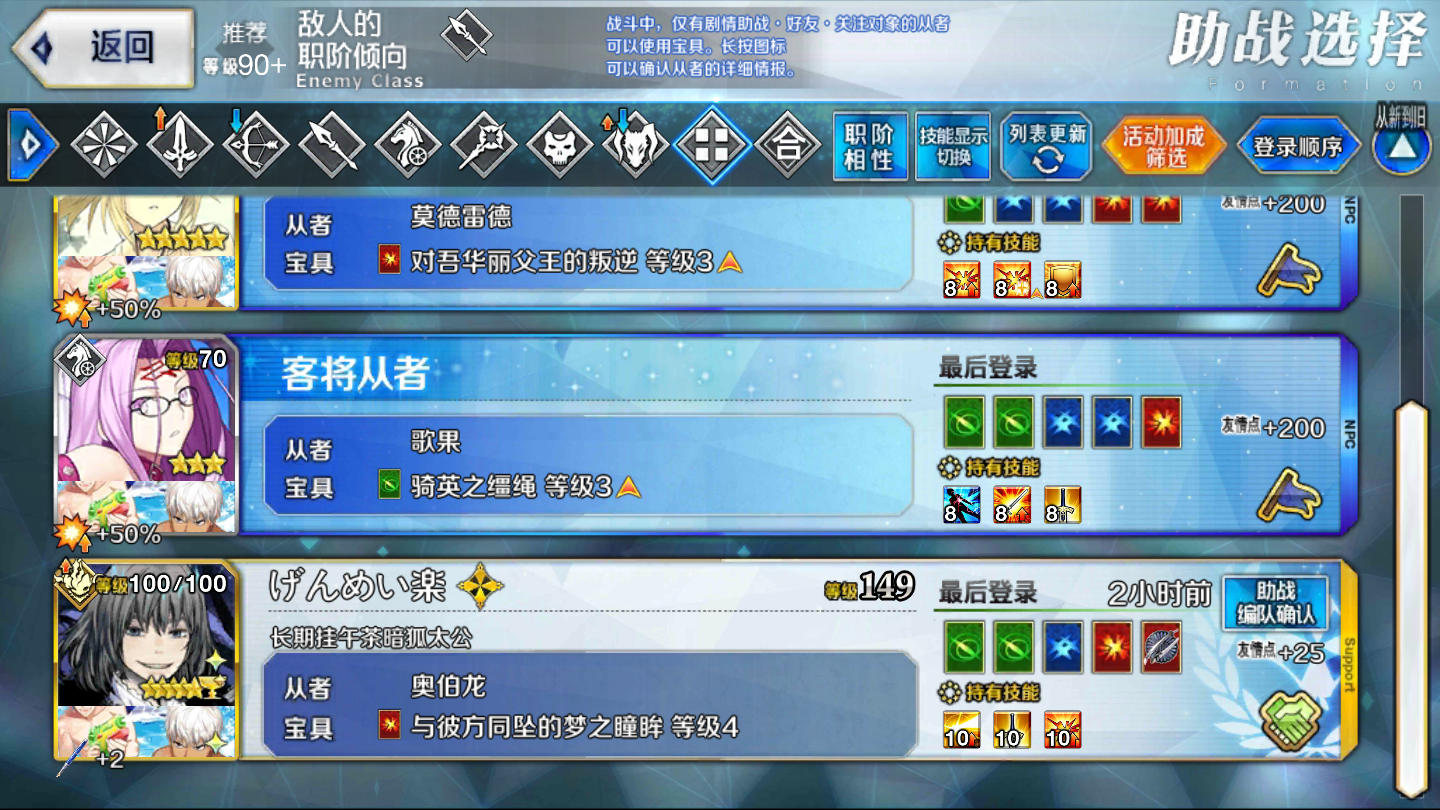 返回
推荐
等级90+
敌人的
职阶倾向
Enemy Class
战斗中，仅有剧情助战・好友・关注对象的从者
可以使用宝具。长按图标
可以确认从者的详细情报。
助战选择
Formation
合
职阶
相性
技能显示
切换
列表更新
活动加成
筛选
登录顺序
从新到旧
从者
莫德雷德
宝具
对吾华丽父王的叛逆 等级3
+50%
友情点+200
持有技能
8
8
8
NPC
等级70
客将从者
从者
歌果
宝具
骑英之缰绳 等级3
+50%
最后登录
友情点+200
持有技能
8
8
8
NPC
等级100/100
げんめい楽
等级149
长期挂午茶暗狐太公
从者
奥伯龙
宝具
与彼方同坠的梦之瞳眸 等级4
+2
最后登录
2小时前
助战
编队确认
友情点+25
持有技能
10
10
10
Support